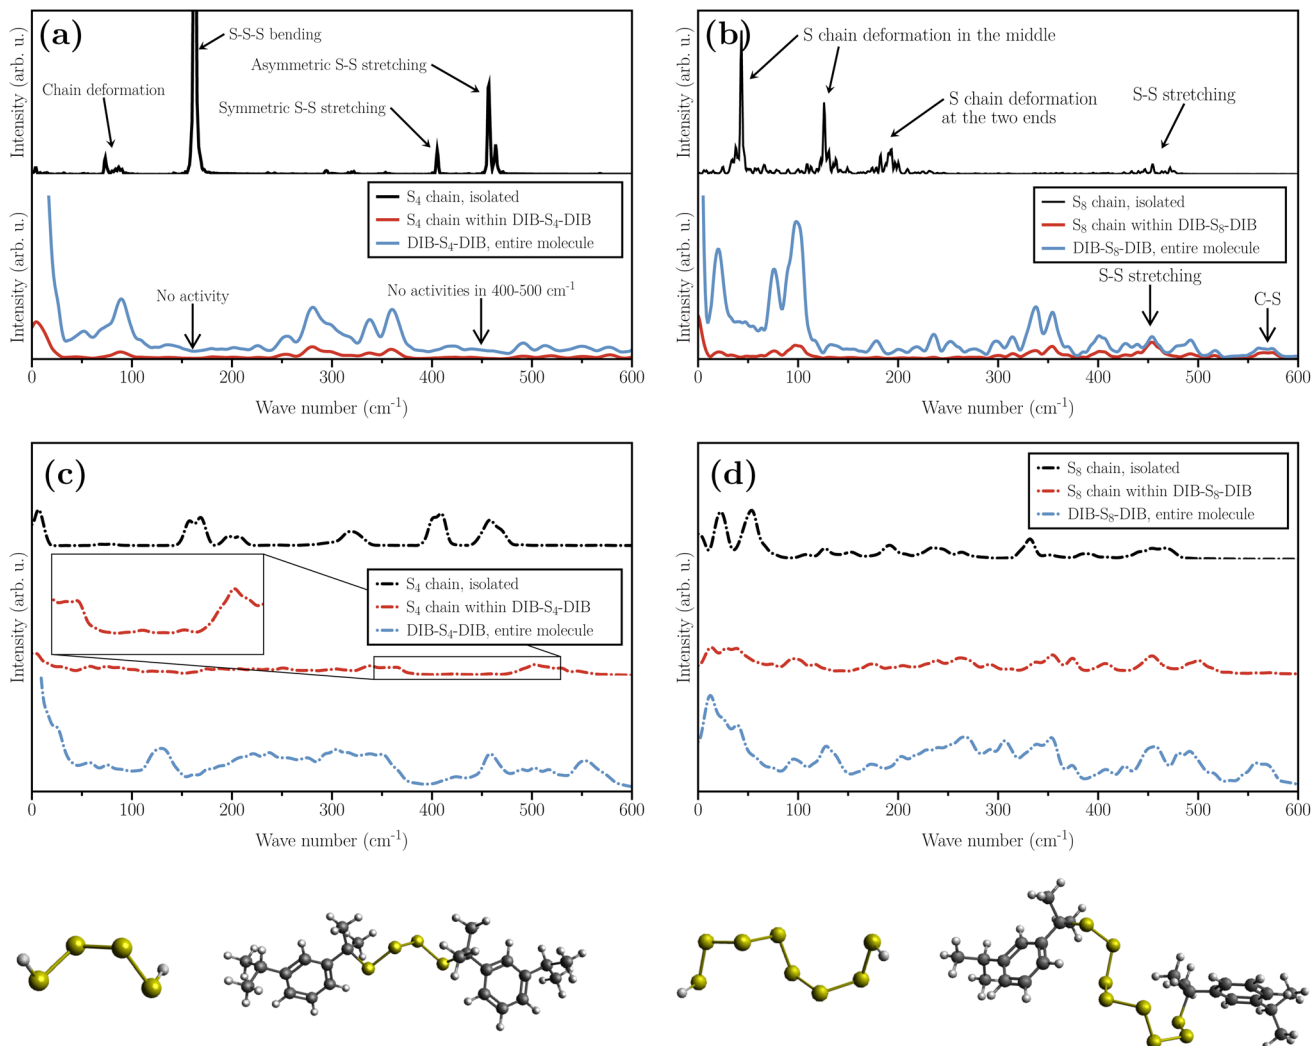 (a)
S-S-S bending
Asymmetric S-S stretching
Chain deformation
Symmetric S-S stretching
Intensity (arb. u.)
S₄ chain, isolated
S₄ chain within DIB-S₄-DIB
DIB-S₄-DIB, entire molecule
Intensity (arb. u.)
No activity
No activities in 400-500 cm⁻¹
0 100 200 300 400 500 600
Wave number (cm⁻¹)
(b)
S chain deformation in the middle
S chain deformation
at the two ends
S-S stretching
Intensity (arb. u.)
S₈ chain, isolated
S₈ chain within DIB-S₈-DIB
DIB-S₈-DIB, entire molecule
Intensity (arb. u.)
S-S stretching
C-S
0 100 200 300 400 500 600
Wave number (cm⁻¹)
(c)
Intensity (arb. u.)
S₄ chain, isolated
S₄ chain within DIB-S₄-DIB
DIB-S₄-DIB, entire molecule
0 100 200 300 400 500 600
Wave number (cm⁻¹)
(d)
S₈ chain, isolated
S₈ chain within DIB-S₈-DIB
DIB-S₈-DIB, entire molecule
Intensity (arb. u.)
0 100 200 300 400 500 600
Wave number (cm⁻¹)